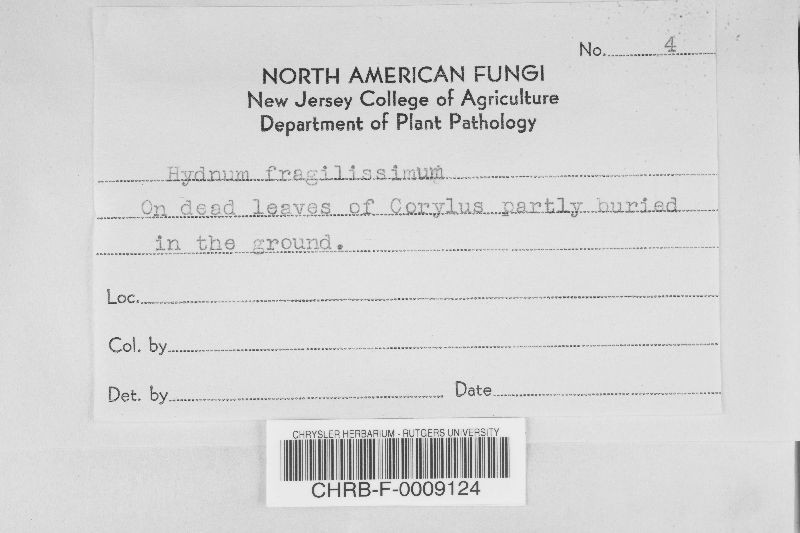 No. 4
NORTH AMERICAN FUNGI
New Jersey College of Agriculture
Department of Plant Pathology
Hydnum fragilissimum
On dead leaves of Corylus partly buried
in the ground.
Loc.
Col. by
Det. by Date
CHRYSLER HERBARIUM - RUTGERS UNIVERSITY
CHRB-F-0009124